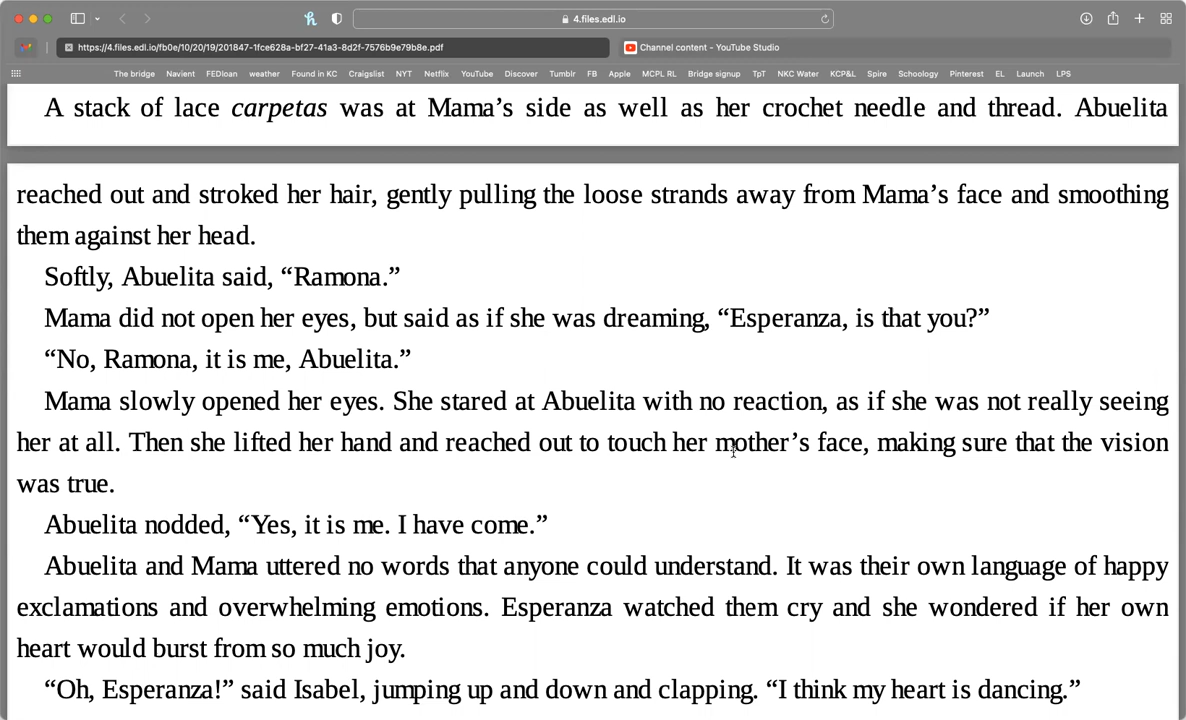 4.files.edl.io
https://4.files.edl.io/fb0e/10/20/19/201847-1fce628a-bf27-41a3-8d2f-7576b9e79b8e.pdf
Channel content - YouTube Studio
The bridge Navient FEDloan weather Found in KC Craigslist NYT Netflix YouTube Discover Tumblr FB Apple MCPL RL Bridge signup TpT NKC Water KCP&L Spire Schoology Pinterest EL Launch LPS
A stack of lace carpetas was at Mama’s side as well as her crochet needle and thread. Abuelita
reached out and stroked her hair, gently pulling the loose strands away from Mama’s face and smoothing
them against her head.
Softly, Abuelita said, “Ramona.”
Mama did not open her eyes, but said as if she was dreaming, “Esperanza, is that you?”
“No, Ramona, it is me, Abuelita.”
Mama slowly opened her eyes. She stared at Abuelita with no reaction, as if she was not really seeing
her at all. Then she lifted her hand and reached out to touch her mother’s face, making sure that the vision
was true.
Abuelita nodded, “Yes, it is me. I have come.”
Abuelita and Mama uttered no words that anyone could understand. It was their own language of happy
exclamations and overwhelming emotions. Esperanza watched them cry and she wondered if her own
heart would burst from so much joy.
“Oh, Esperanza!” said Isabel, jumping up and down and clapping. “I think my heart is dancing.”